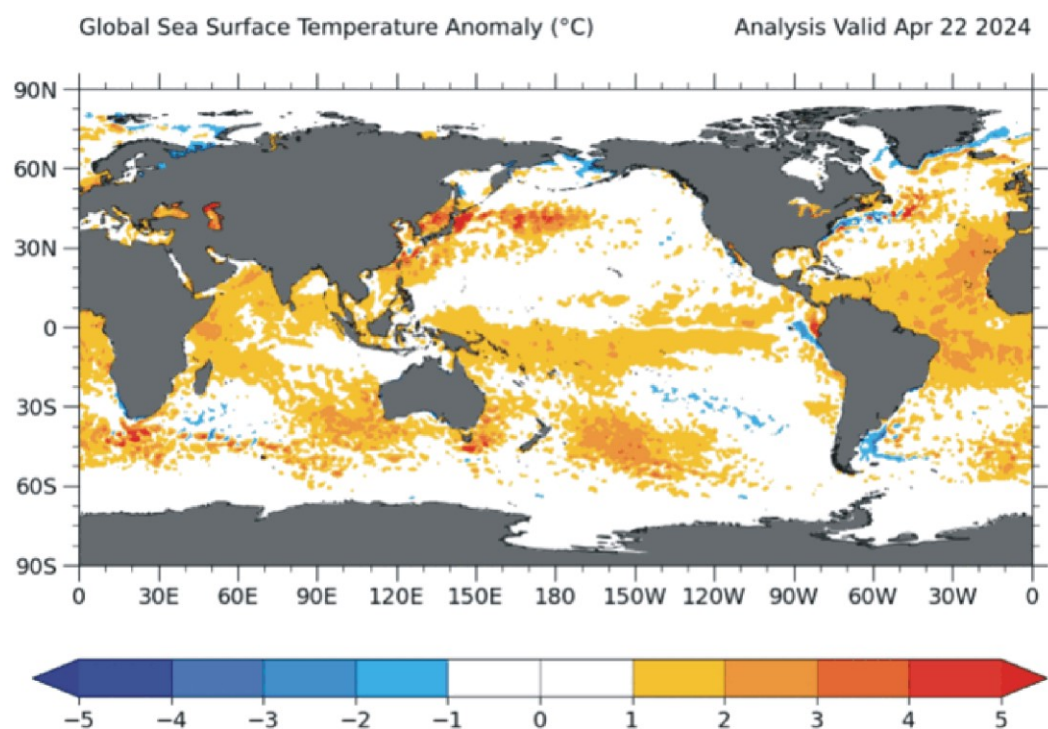 Global Sea Surface Temperature Anomaly (°C) Analysis Valid Apr 22 2024
90N
60N
30N
0
30S
60S
90S
0 30E 60E 90E 120E 150E 180 150W 120W 90W 60W 30W 0
−5 −4 −3 −2 −1 0 1 2 3 4 5